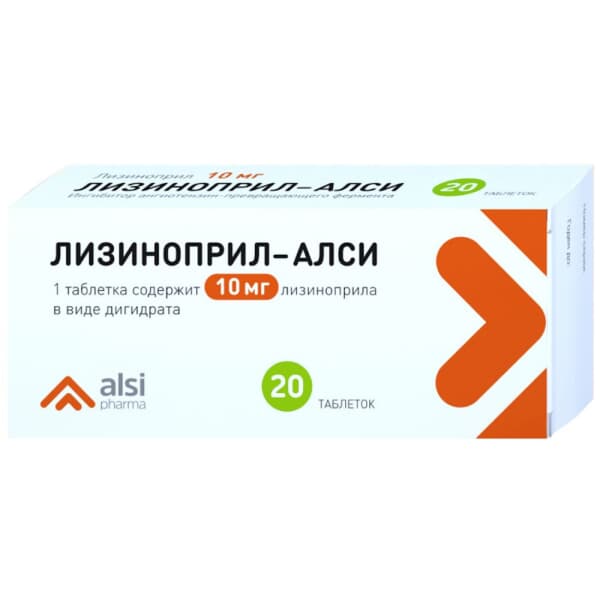 Лизиноприл 10 мг
ЛИЗИНОПРИЛ-АЛСИ
Ингибитор ангиотензин-превращающего фермента
20 ТАБЛЕТОК
ЛИЗИНОПРИЛ-АЛСИ
1 таблетка содержит 10 мг лизиноприла
в виде дигидрата
alsi
pharma
20
ТАБЛЕТОК